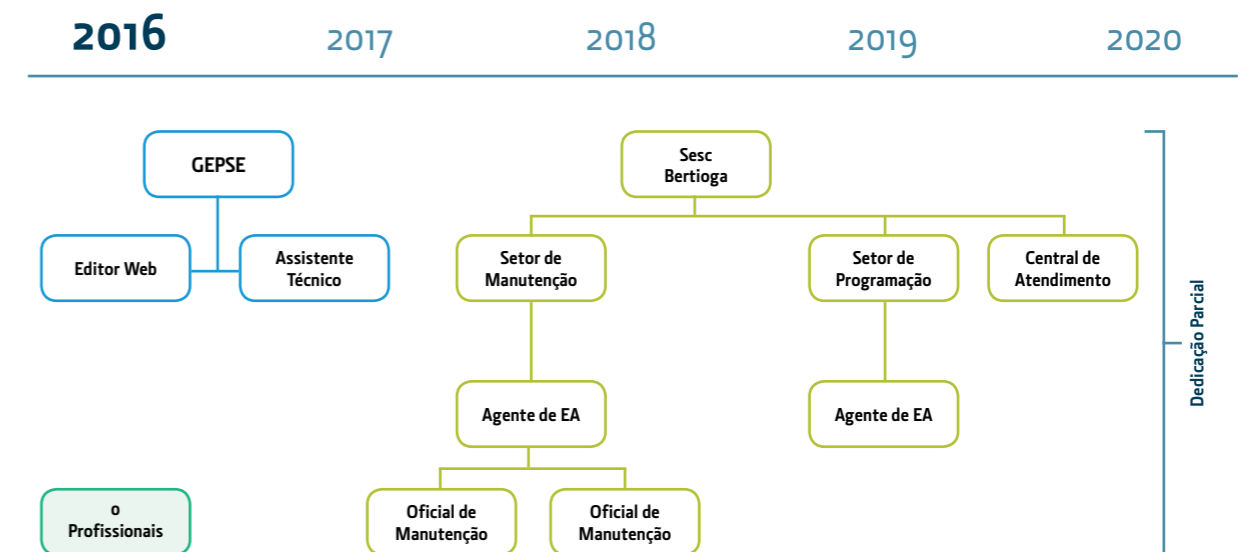 2016 2017 2018 2019 2020
GEPSE
Sesc
Bertioga
Editor Web
Assistente
Técnico
Setor de
Manutenção
Setor de
Programação
Central de
Atendimento
Dedicação Parcial
Agente de EA
Agente de EA
0
Profissionais
Oficial de
Manutenção
Oficial de
Manutenção